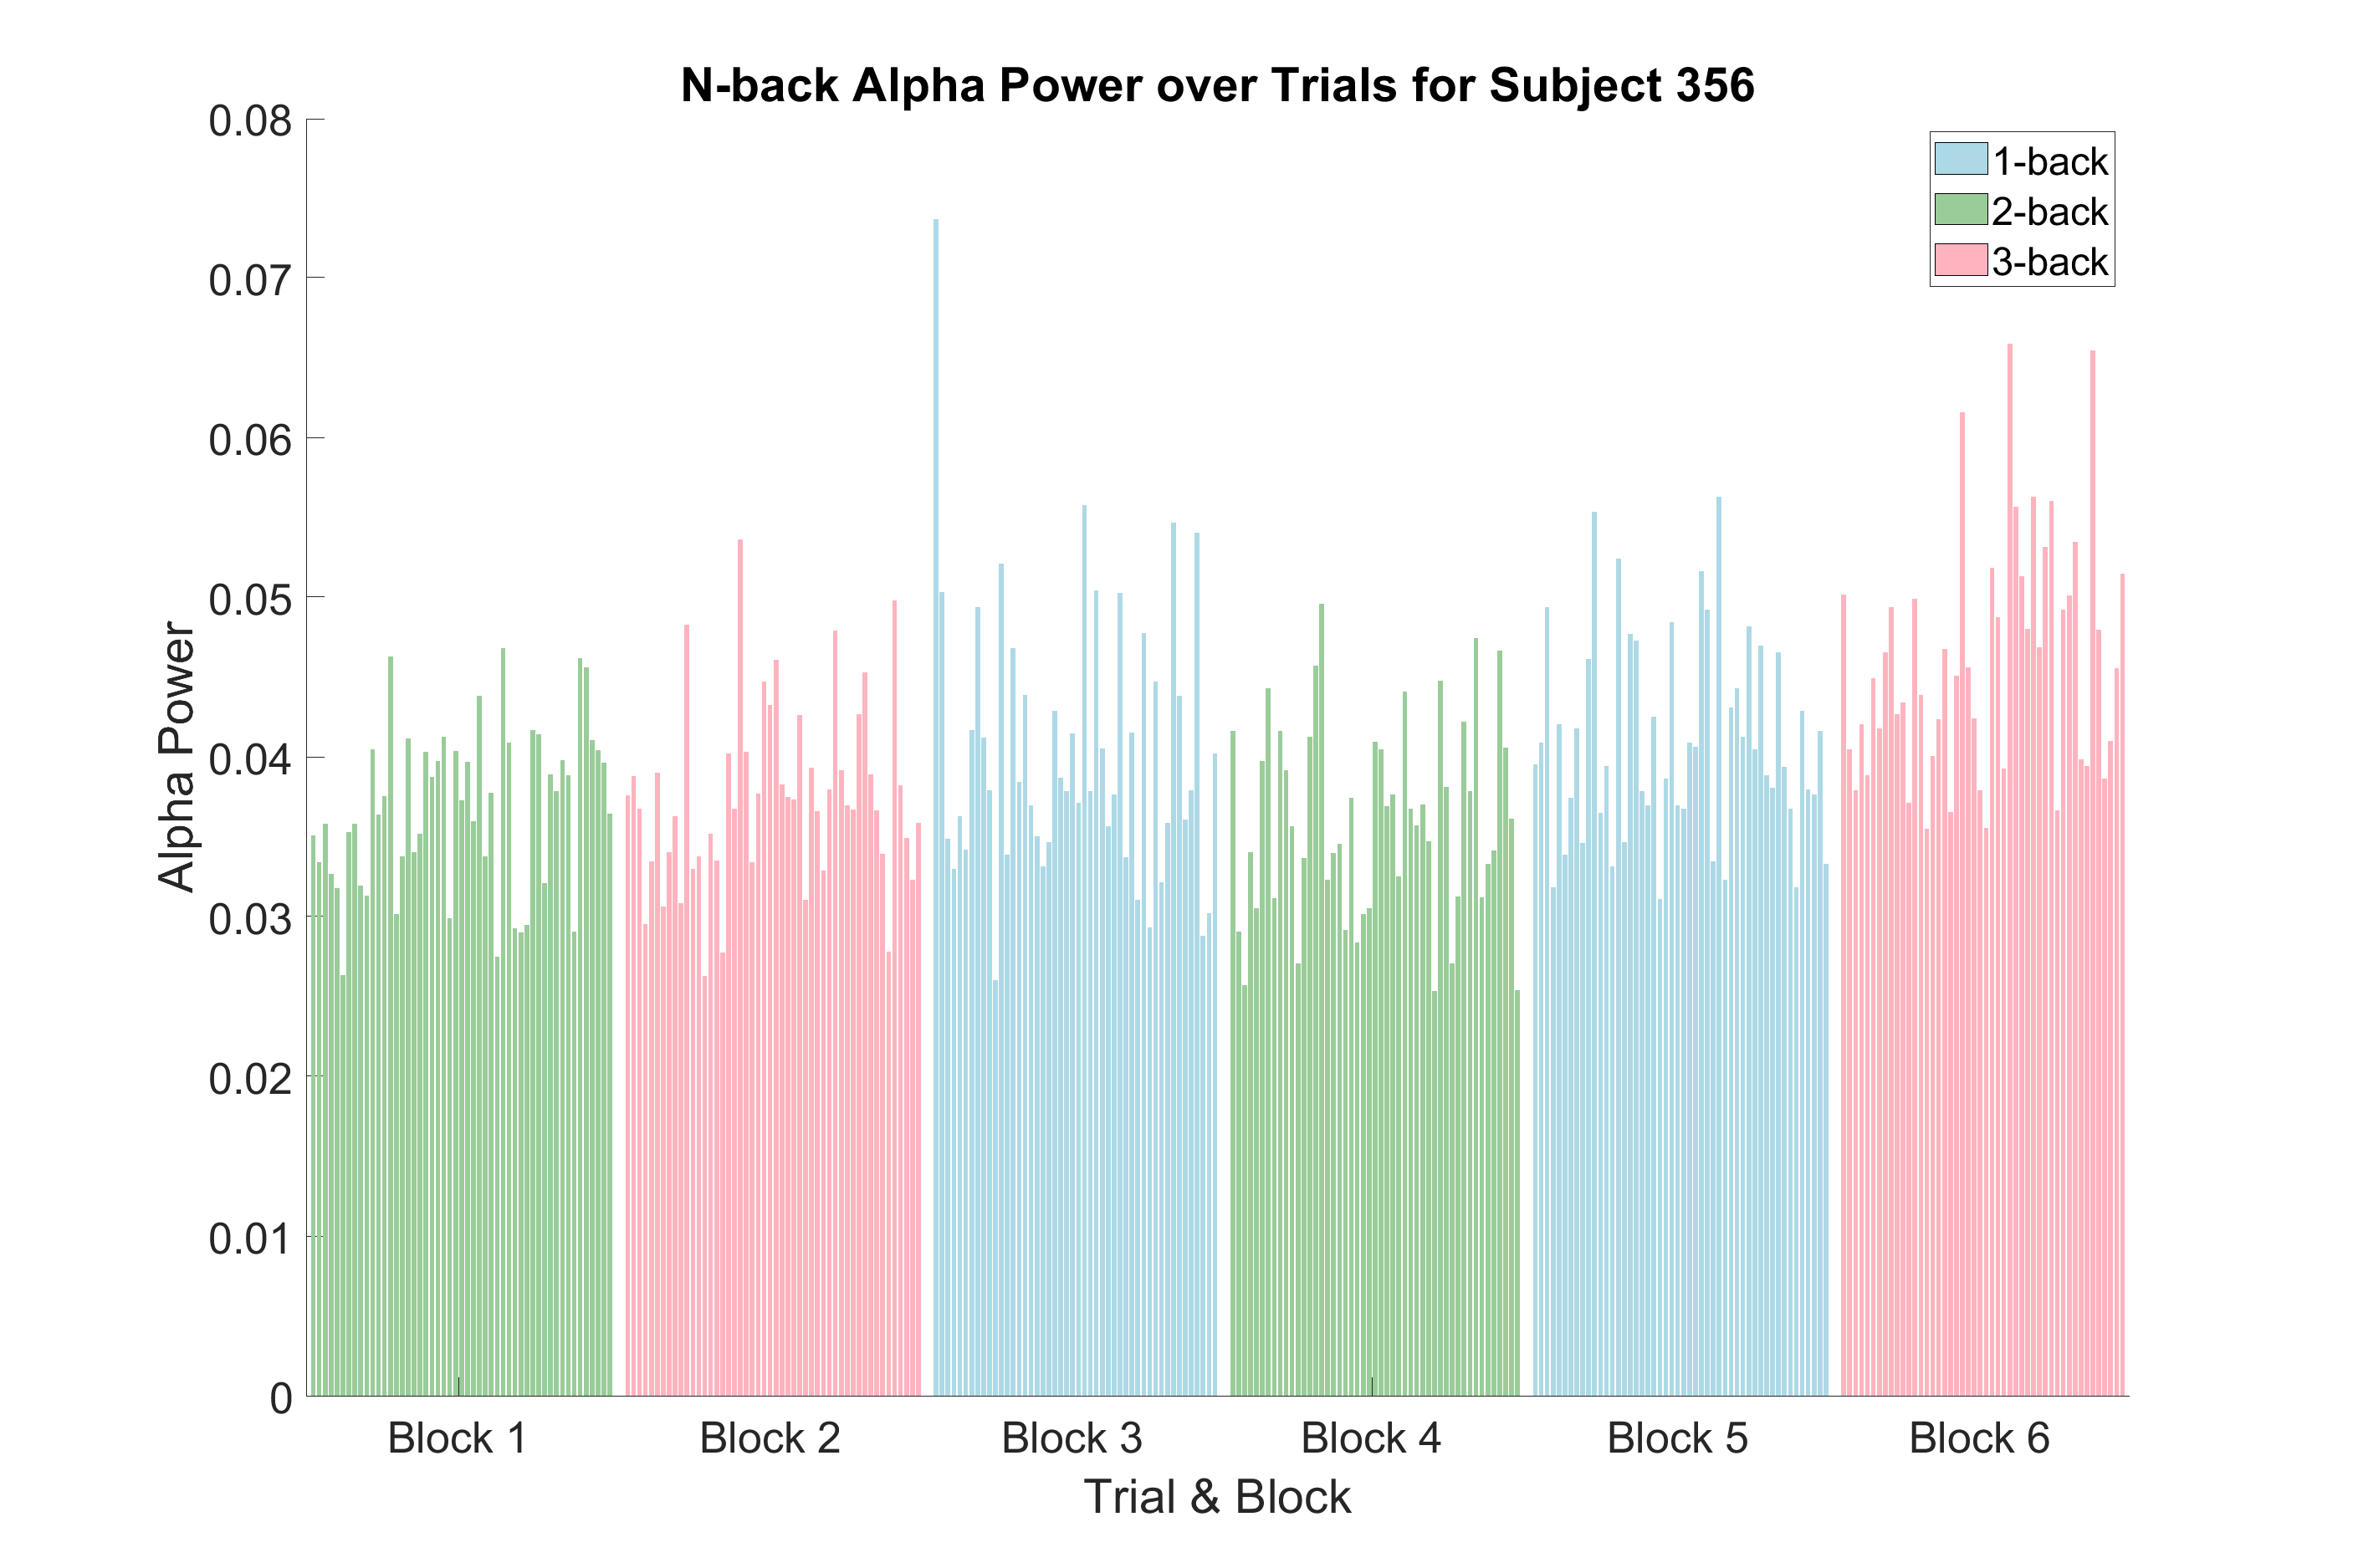 N-back Alpha Power over Trials for Subject 356
0.08
0.07
0.06
0.05
0.04
0.03
0.02
0.01
0
Alpha Power
1-back
2-back
3-back
Block 1 Block 2 Block 3 Block 4 Block 5 Block 6
Trial & Block